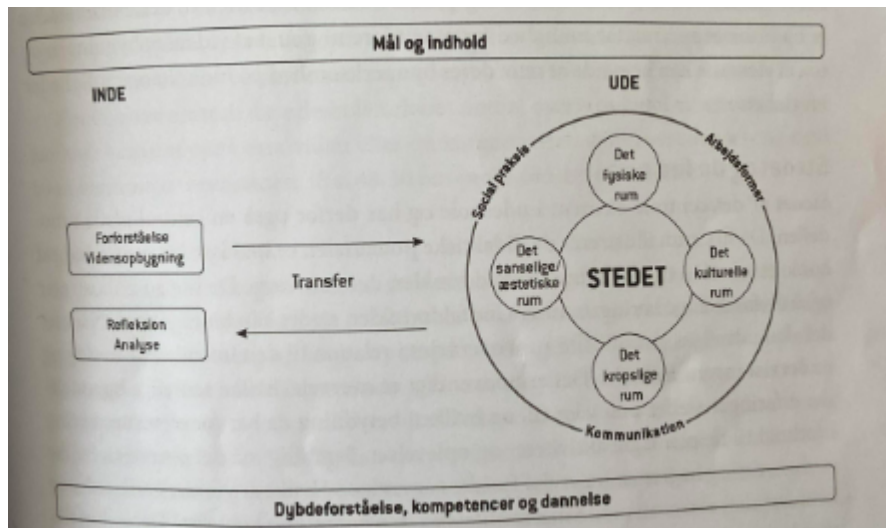 Mål og indhold
INDE
UDE
Social praksis
Arbejdsformer
Det
fysiske
rum
Forforståelse
Vidensopbygning
Transfer
Refleksion
Analyse
Det
sanselige/
æstetiske
rum
STEDET
Det
kulturelle
rum
Det
kropslige
rum
Kommunikation
Dybdeforståelse, kompetencer og dannelse